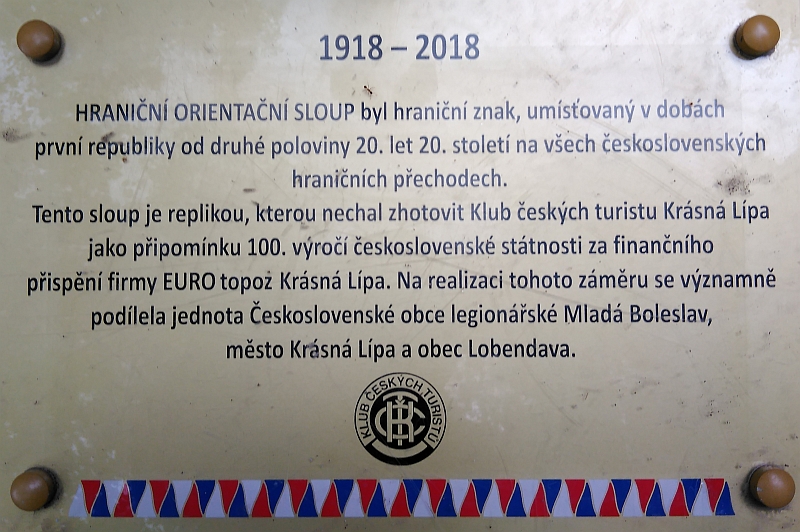 1918 – 2018
HRANIČNÍ ORIENTAČNÍ SLOUP byl hraniční znak, umísťovaný v dobách
první republiky od druhé poloviny 20. let 20. století na všech československých
hraničních přechodech.
Tento sloup je replikou, kterou nechal zhotovit Klub českých turistu Krásná Lípa
jako připomínku 100. výročí československé státnosti za finančního
přispění firmy EURO topoz Krásná Lípa. Na realizaci tohoto záměru se významně
podílela jednota Československé obce legionářské Mladá Boleslav,
město Krásná Lípa a obec Lobendava.
KLUB ČESKÝCH TURISTŮ
KČT